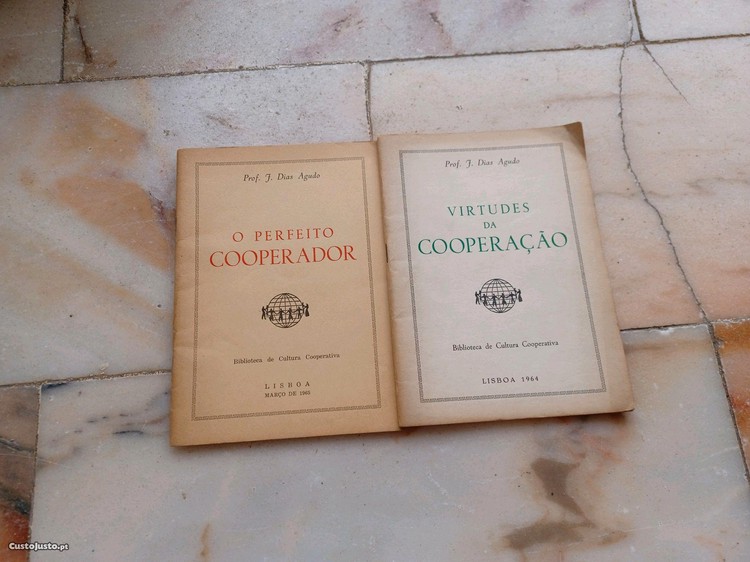 Prof. J. Dias Agudo
O PERFEITO
COOPERADOR
Biblioteca de Cultura Cooperativa
LISBOA
MARÇO DE 1965
Prof. J. Dias Agudo
VIRTUDES
DA
COOPERAÇÃO
Biblioteca de Cultura Cooperativa
LISBOA 1964
Custojusto.pt